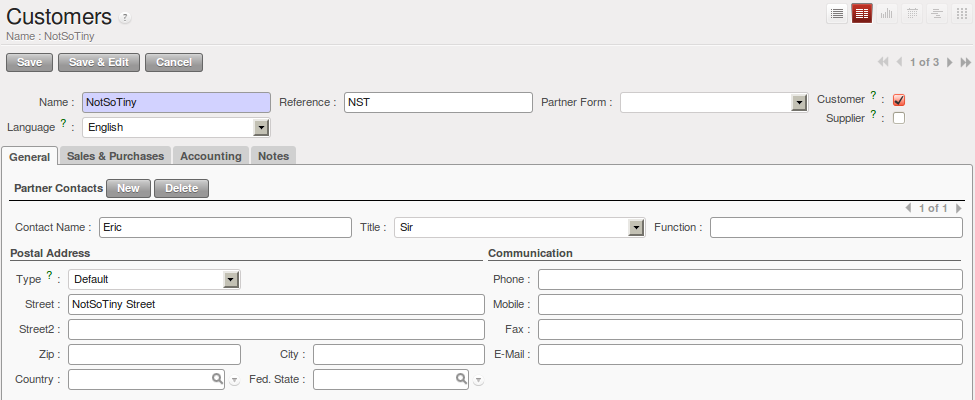 Customers ?
Name : NotSoTiny
Save Save & Edit Cancel 1 of 3
Name : NotSoTiny Reference : NST Partner Form : Customer ? :
Language ? : English Supplier ? :
General Sales & Purchases Accounting Notes
Partner Contacts New Delete
1 of 1
Contact Name : Eric Title : Sir Function :
Postal Address Communication
Type ? : Default Phone :
Street : NotSoTiny Street Mobile :
Street2 : Fax :
Zip : City : E-Mail :
Country : Fed. State :